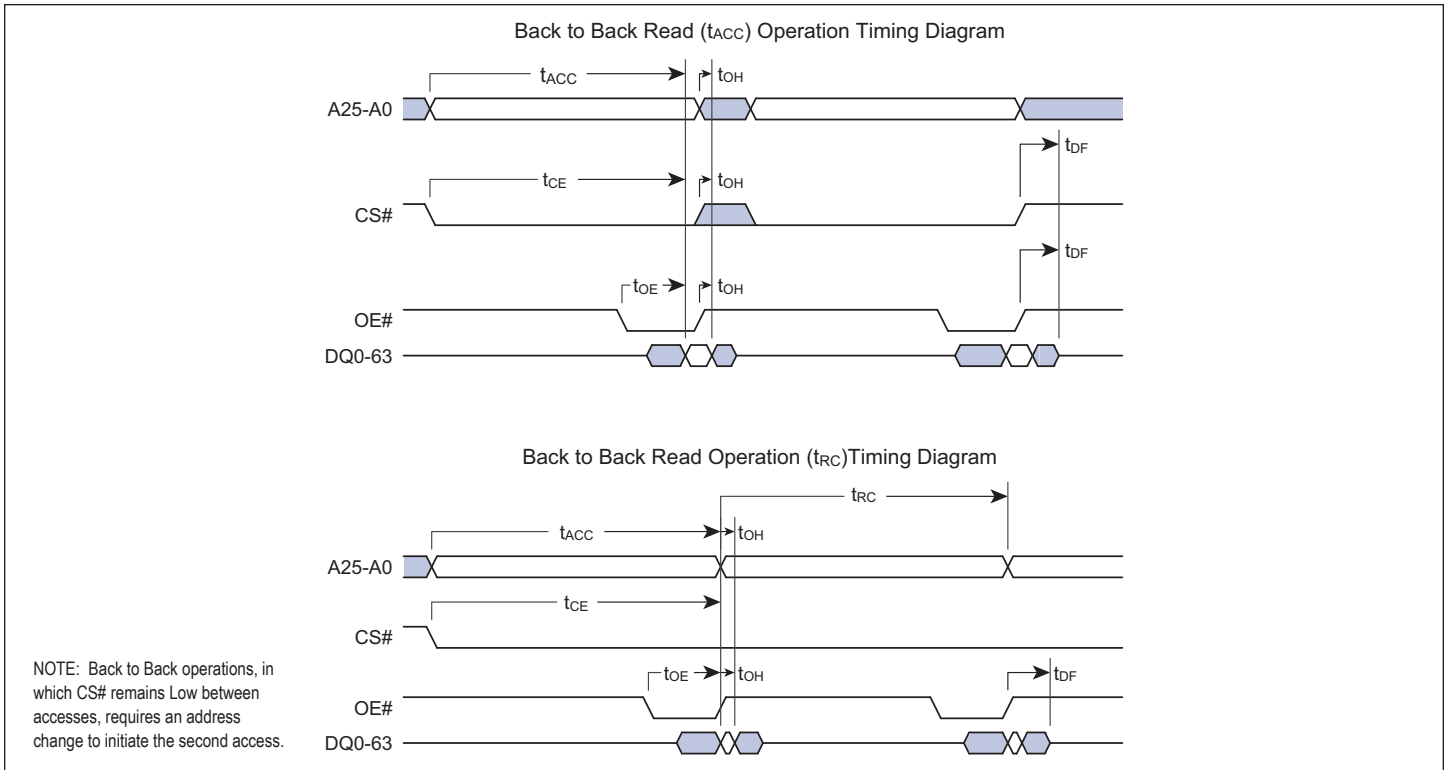 Back to Back Read (tACC) Operation Timing Diagram
tACC
tOH
A25-A0
tDF
tCE
tOH
CS#
tDF
tOE
tOH
OE#
DQ0-63
Back to Back Read Operation (tRC)Timing Diagram
tRC
tACC
tOH
A25-A0
tCE
CS#
tOE
tOH
tDF
OE#
DQ0-63
NOTE: Back to Back operations, in
which CS# remains Low between
accesses, requires an address
change to initiate the second access.